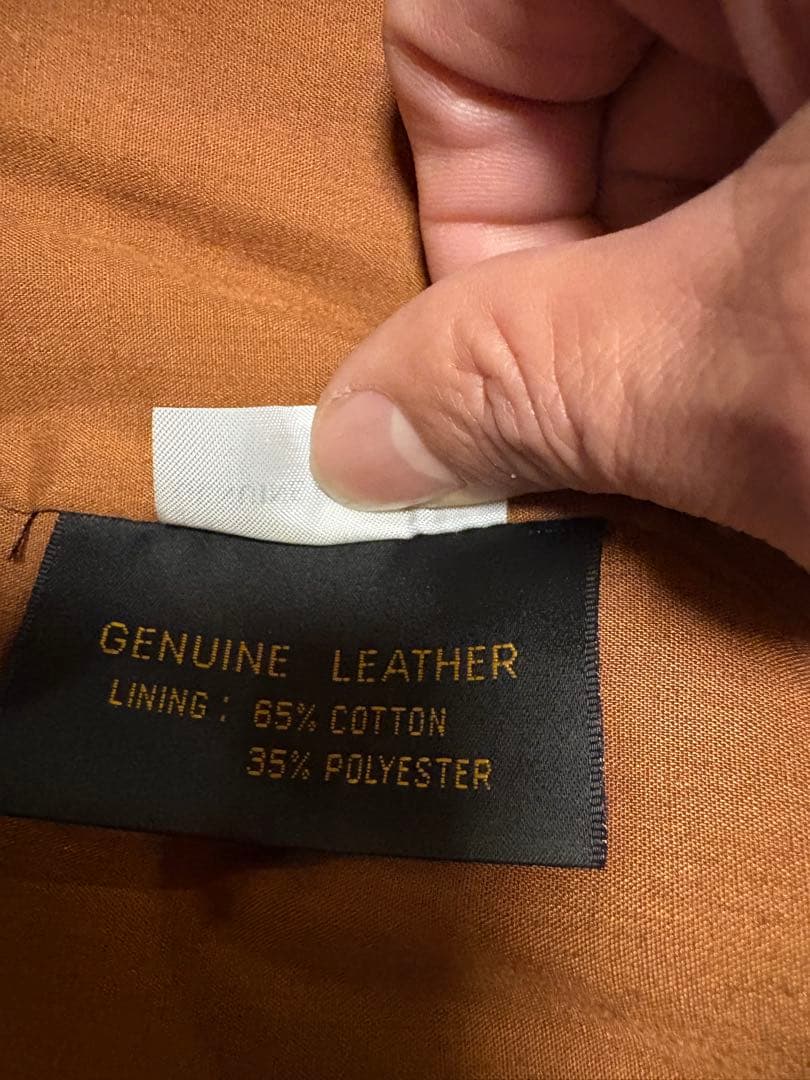 GENUINE LEATHER
LINING : 65% COTTON
35% POLYESTER